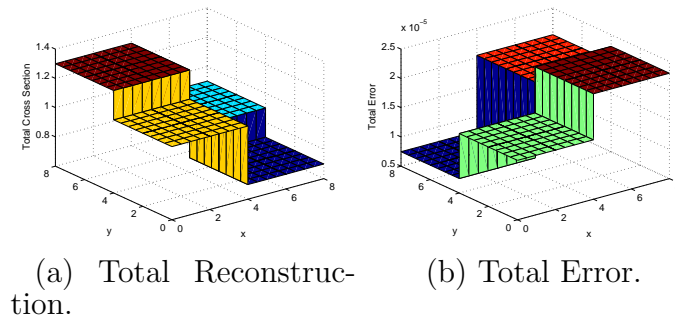 x 10^-5
1.4
1.2
1
0.8
Total Cross Section
8
6
4
2
0
y
0
2
4
6
8
x
2.5
2
1.5
1
0.5
Total Error
8
6
4
2
0
y
0
2
4
6
x
(a) Total Reconstruc-
tion.
(b) Total Error.